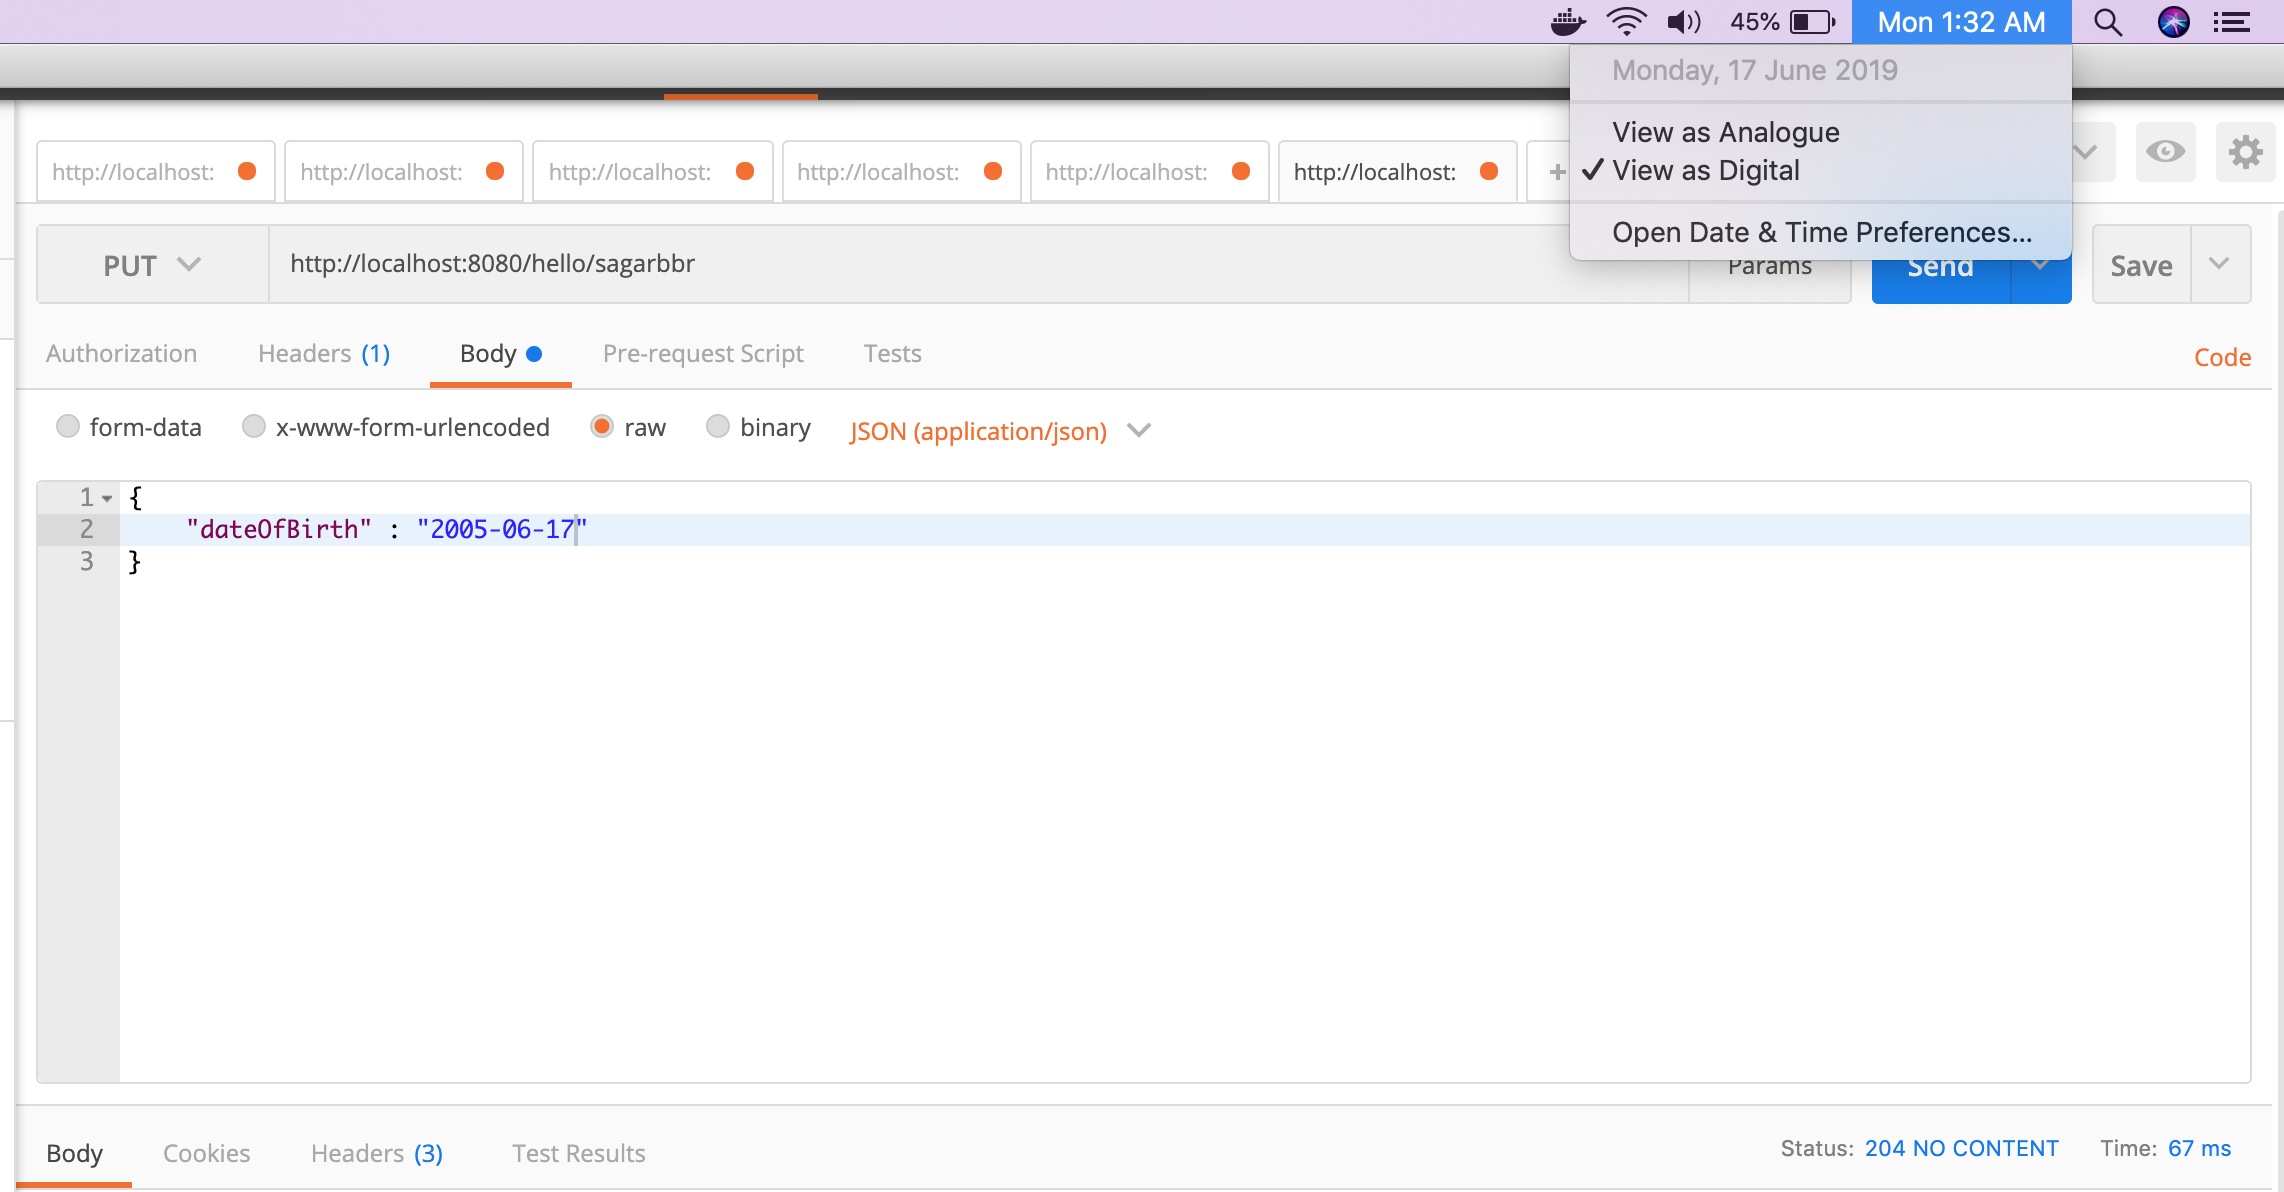 45% Mon 1:32 AM
Monday, 17 June 2019
View as Analogue
✓ View as Digital
Open Date & Time Preferences...
http://localhost: http://localhost: http://localhost: http://localhost: http://localhost: http://localhost: +
PUT http://localhost:8080/hello/sagarbbr Params Send Save
Authorization Headers (1) Body Pre-request Script Tests Code
form-data x-www-form-urlencoded raw binary JSON (application/json)
1 {
2 "dateOfBirth" : "2005-06-17"
3 }
Body Cookies Headers (3) Test Results Status: 204 NO CONTENT Time: 67 ms